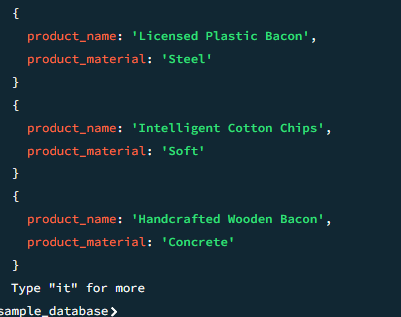 {
product_name: 'Licensed Plastic Bacon',
product_material: 'Steel'
}
{
product_name: 'Intelligent Cotton Chips',
product_material: 'Soft'
}
{
product_name: 'Handcrafted Wooden Bacon',
product_material: 'Concrete'
}
Type "it" for more
sample_database>